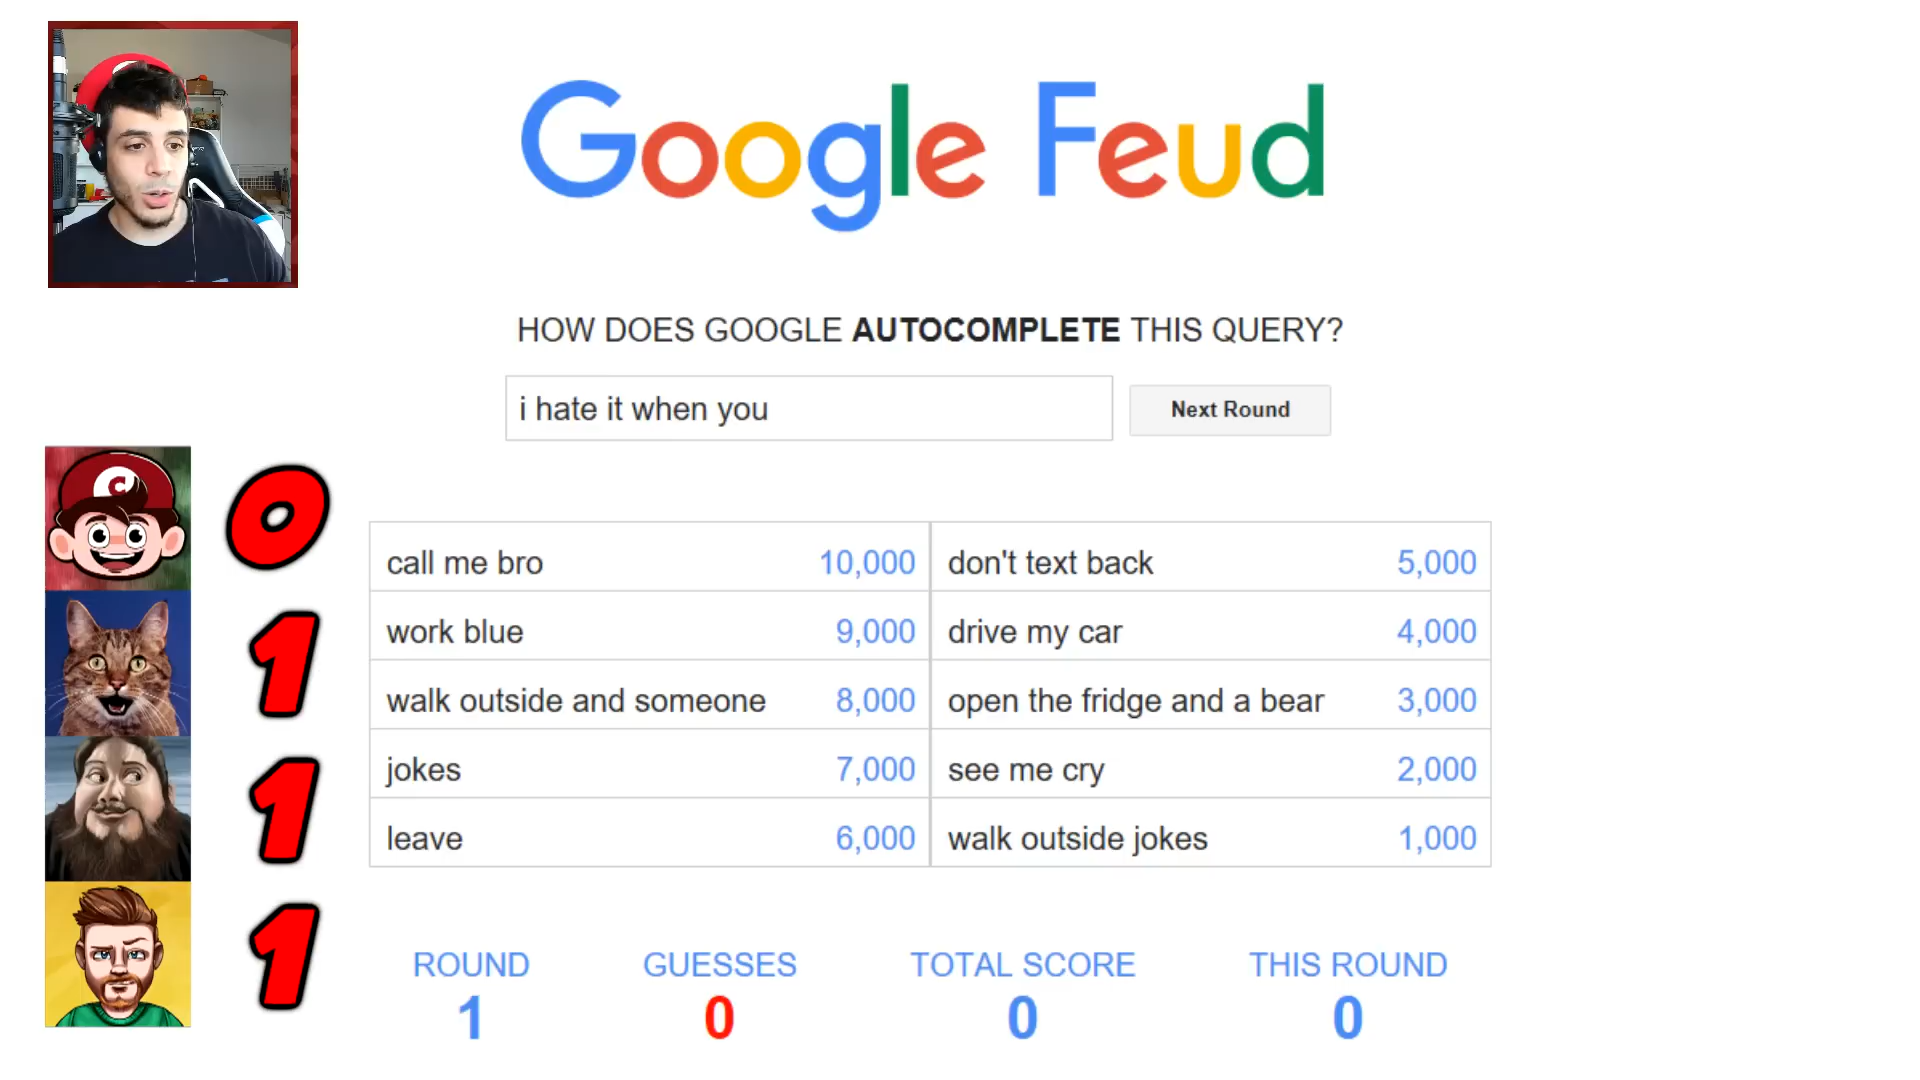 Google Feud
HOW DOES GOOGLE AUTOCOMPLETE THIS QUERY?
i hate it when you
Next Round
C
0
1
1
1
call me bro 10,000
work blue 9,000
walk outside and someone 8,000
jokes 7,000
leave 6,000
don't text back 5,000
drive my car 4,000
open the fridge and a bear 3,000
see me cry 2,000
walk outside jokes 1,000
ROUND
1
GUESSES
0
TOTAL SCORE
0
THIS ROUND
0